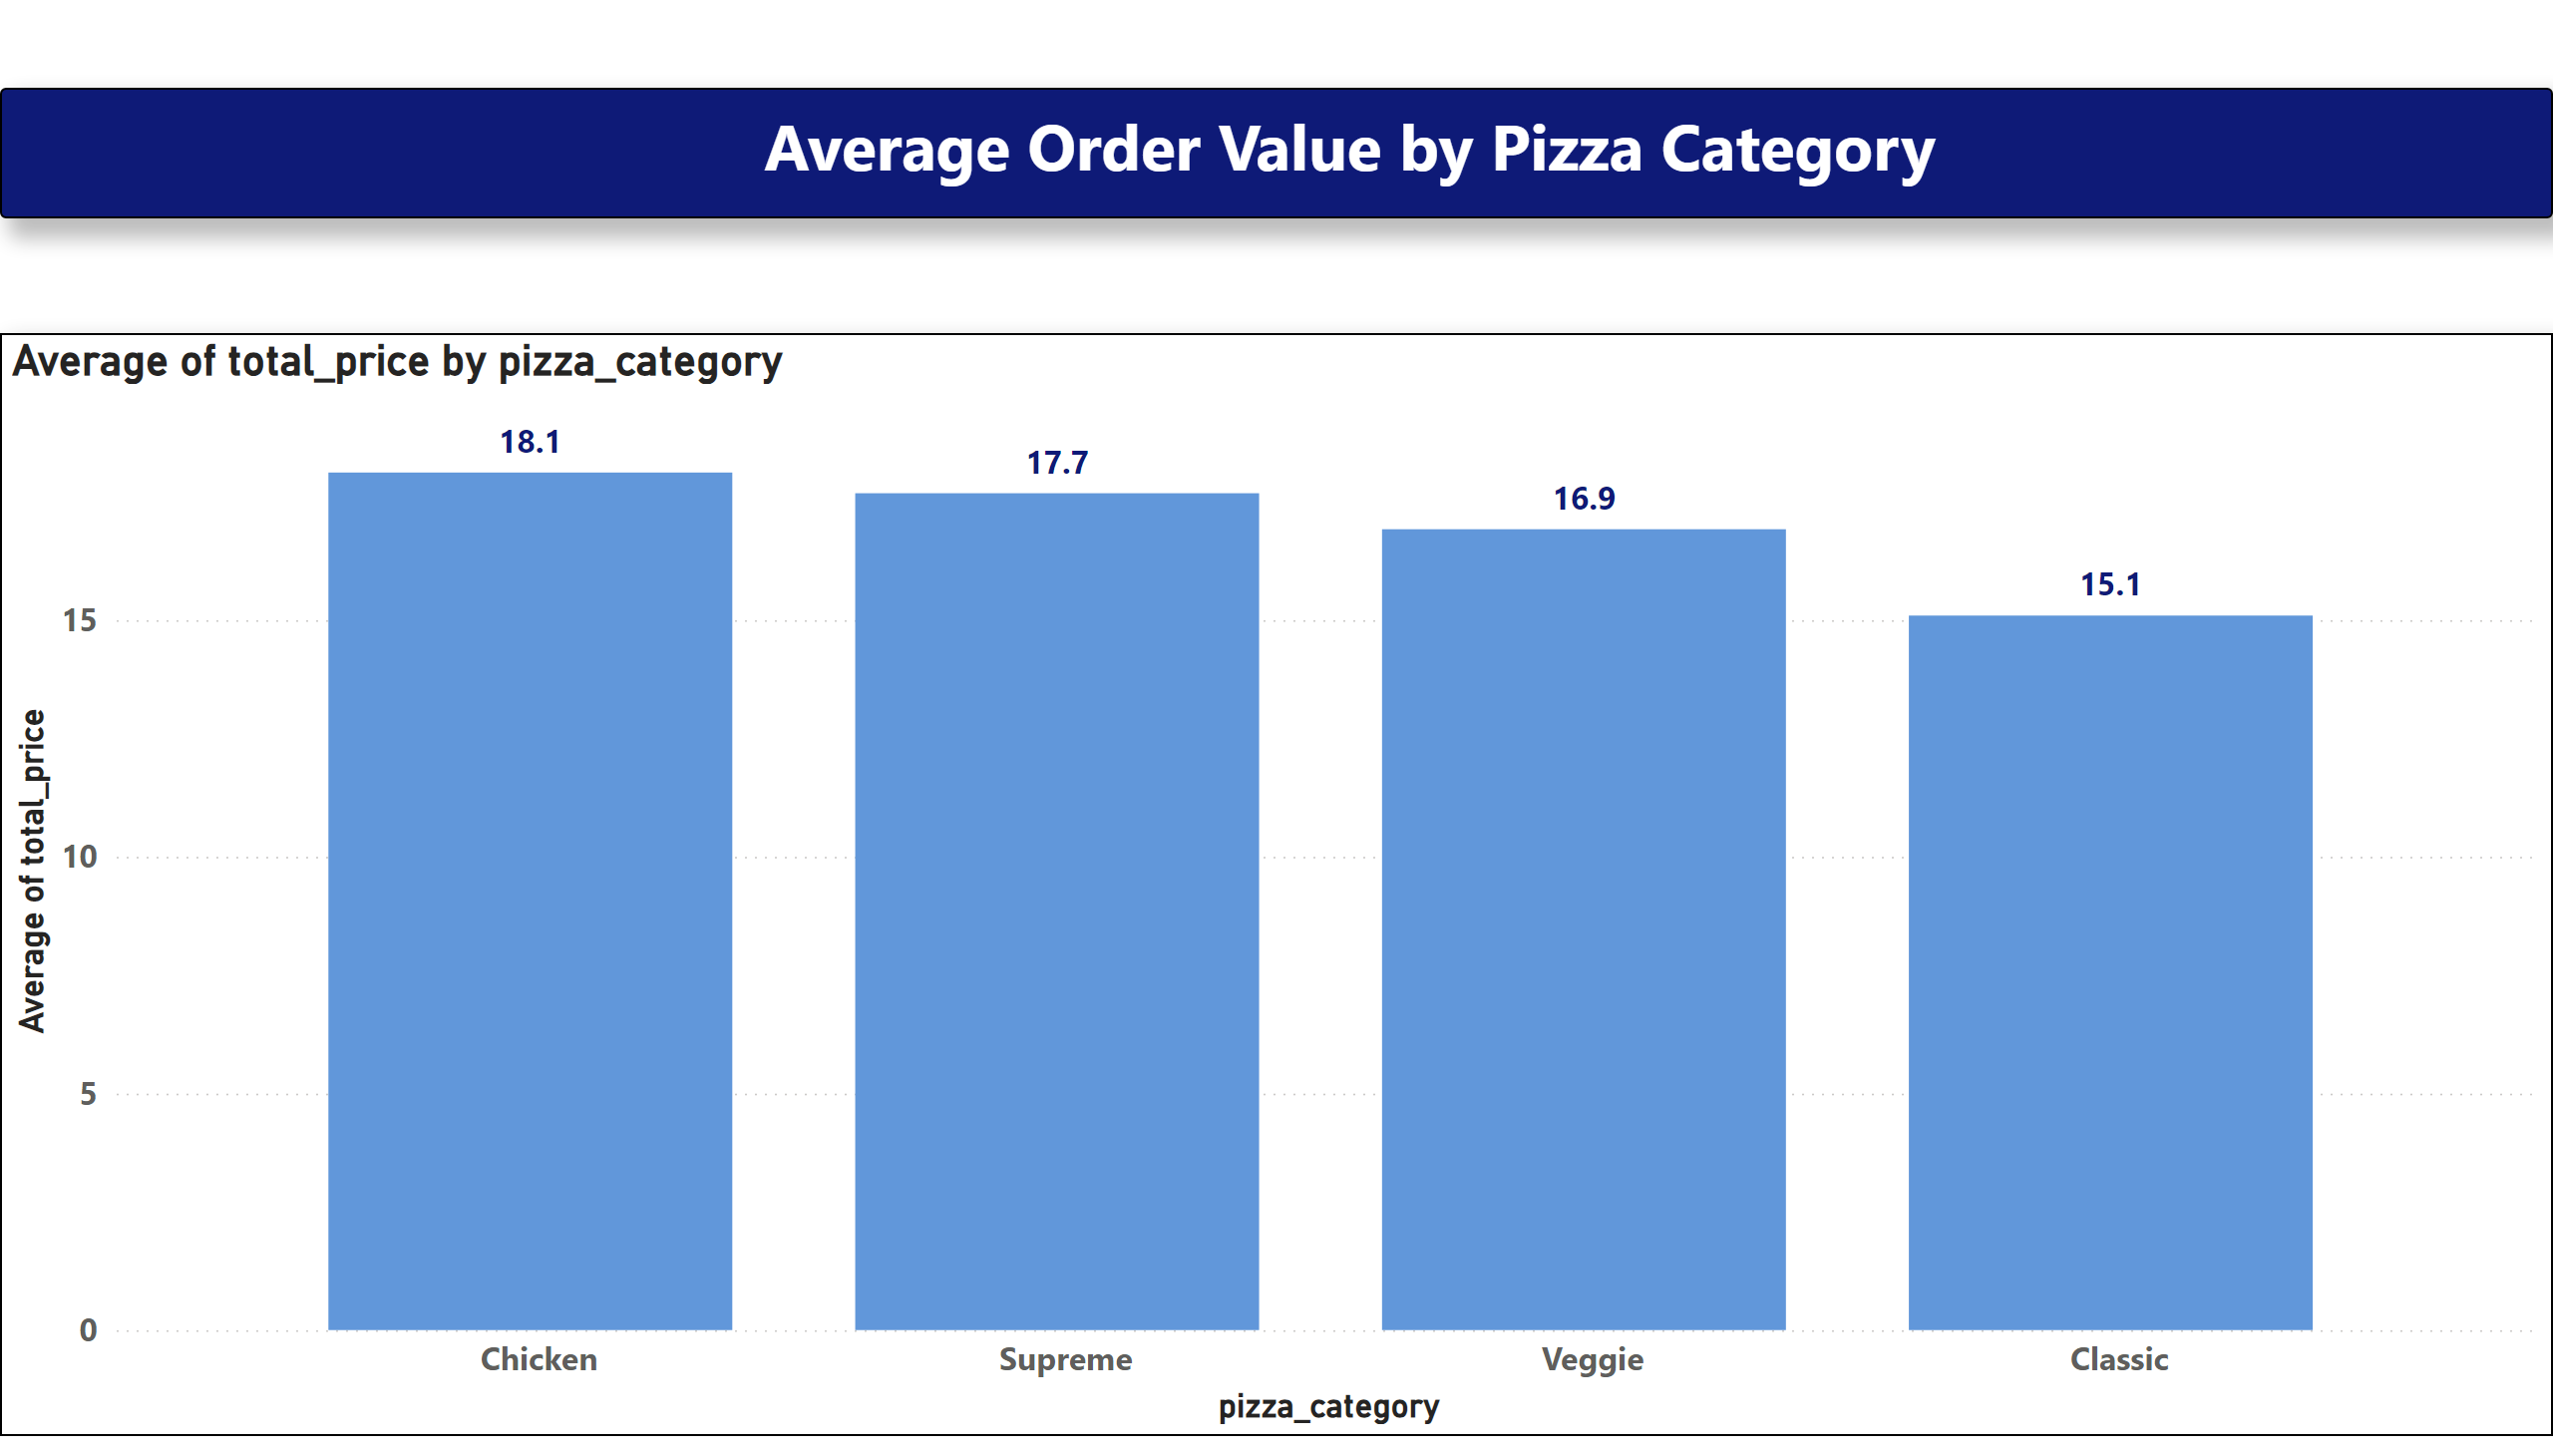 Average Order Value by Pizza Category
Average of total_price by pizza_category
18.1
17.7
16.9
15.1
15
10
5
0
Average of total_price
Chicken
Supreme
Veggie
Classic
pizza_category